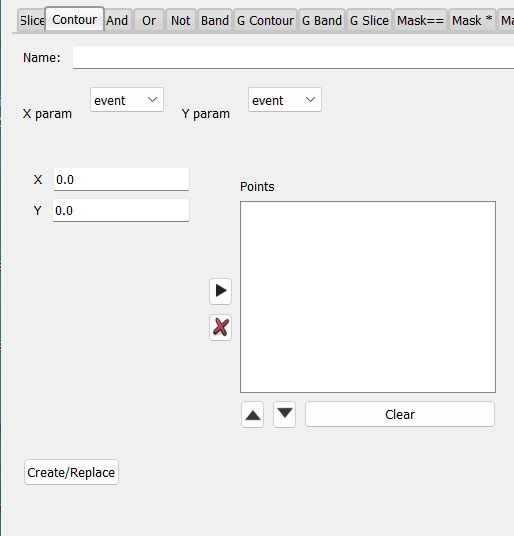 Slice Contour And Or Not Band G Contour G Band G Slice Mask== Mask * Ma
Name:
X param event Y param event
X 0.0
Y 0.0
Points
Clear
Create/Replace